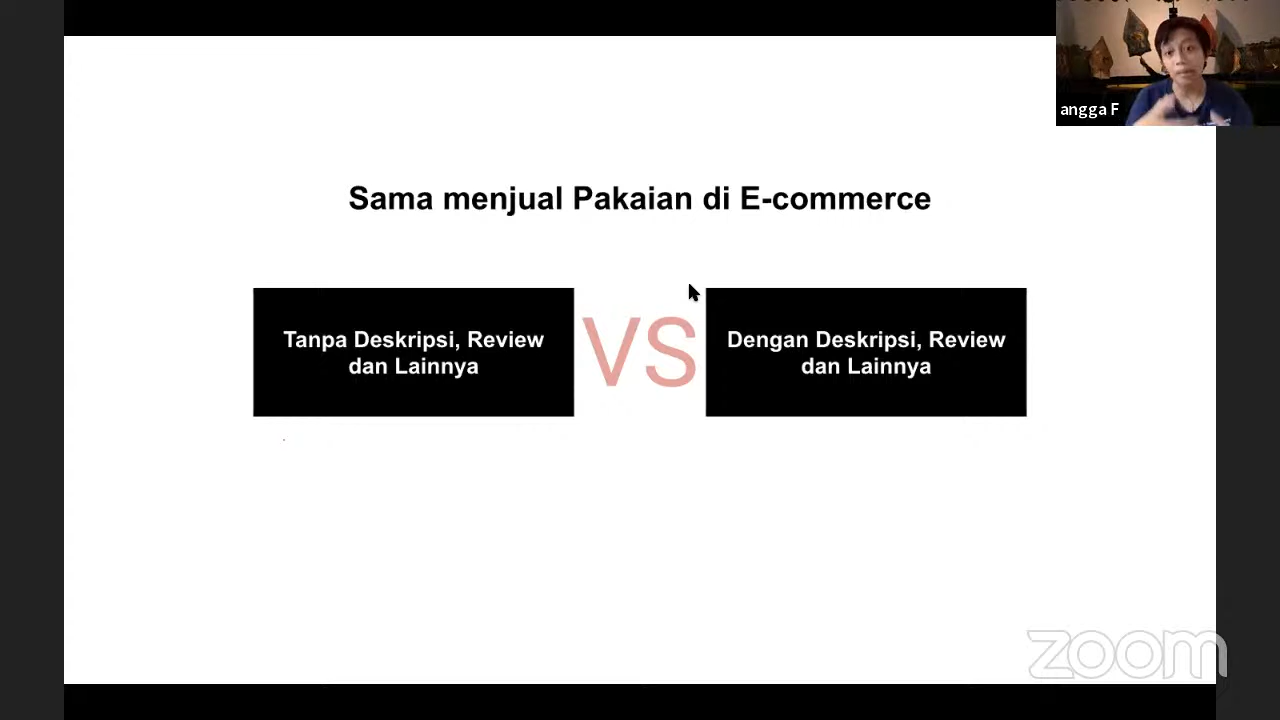 angga F
Sama menjual Pakaian di E-commerce
Tanpa Deskripsi, Review
dan Lainnya
VS
Dengan Deskripsi, Review
dan Lainnya
zoom